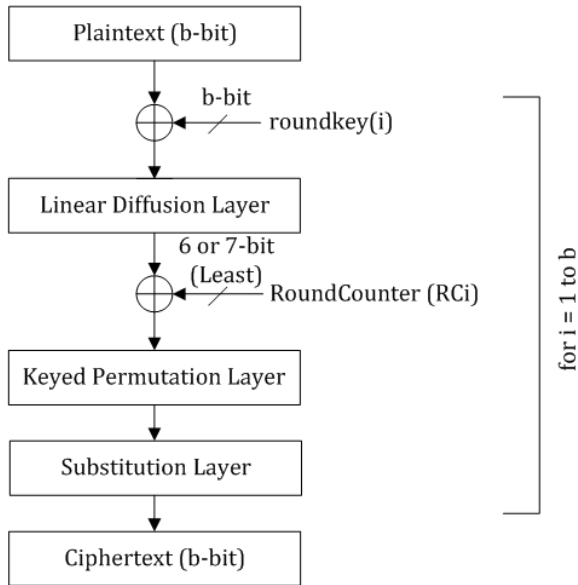 Plaintext (b-bit)
b-bit
roundkey(i)
Linear Diffusion Layer
6 or 7-bit
(Least)
RoundCounter (RCi)
Keyed Permutation Layer
Substitution Layer
Ciphertext (b-bit)
for i = 1 to b